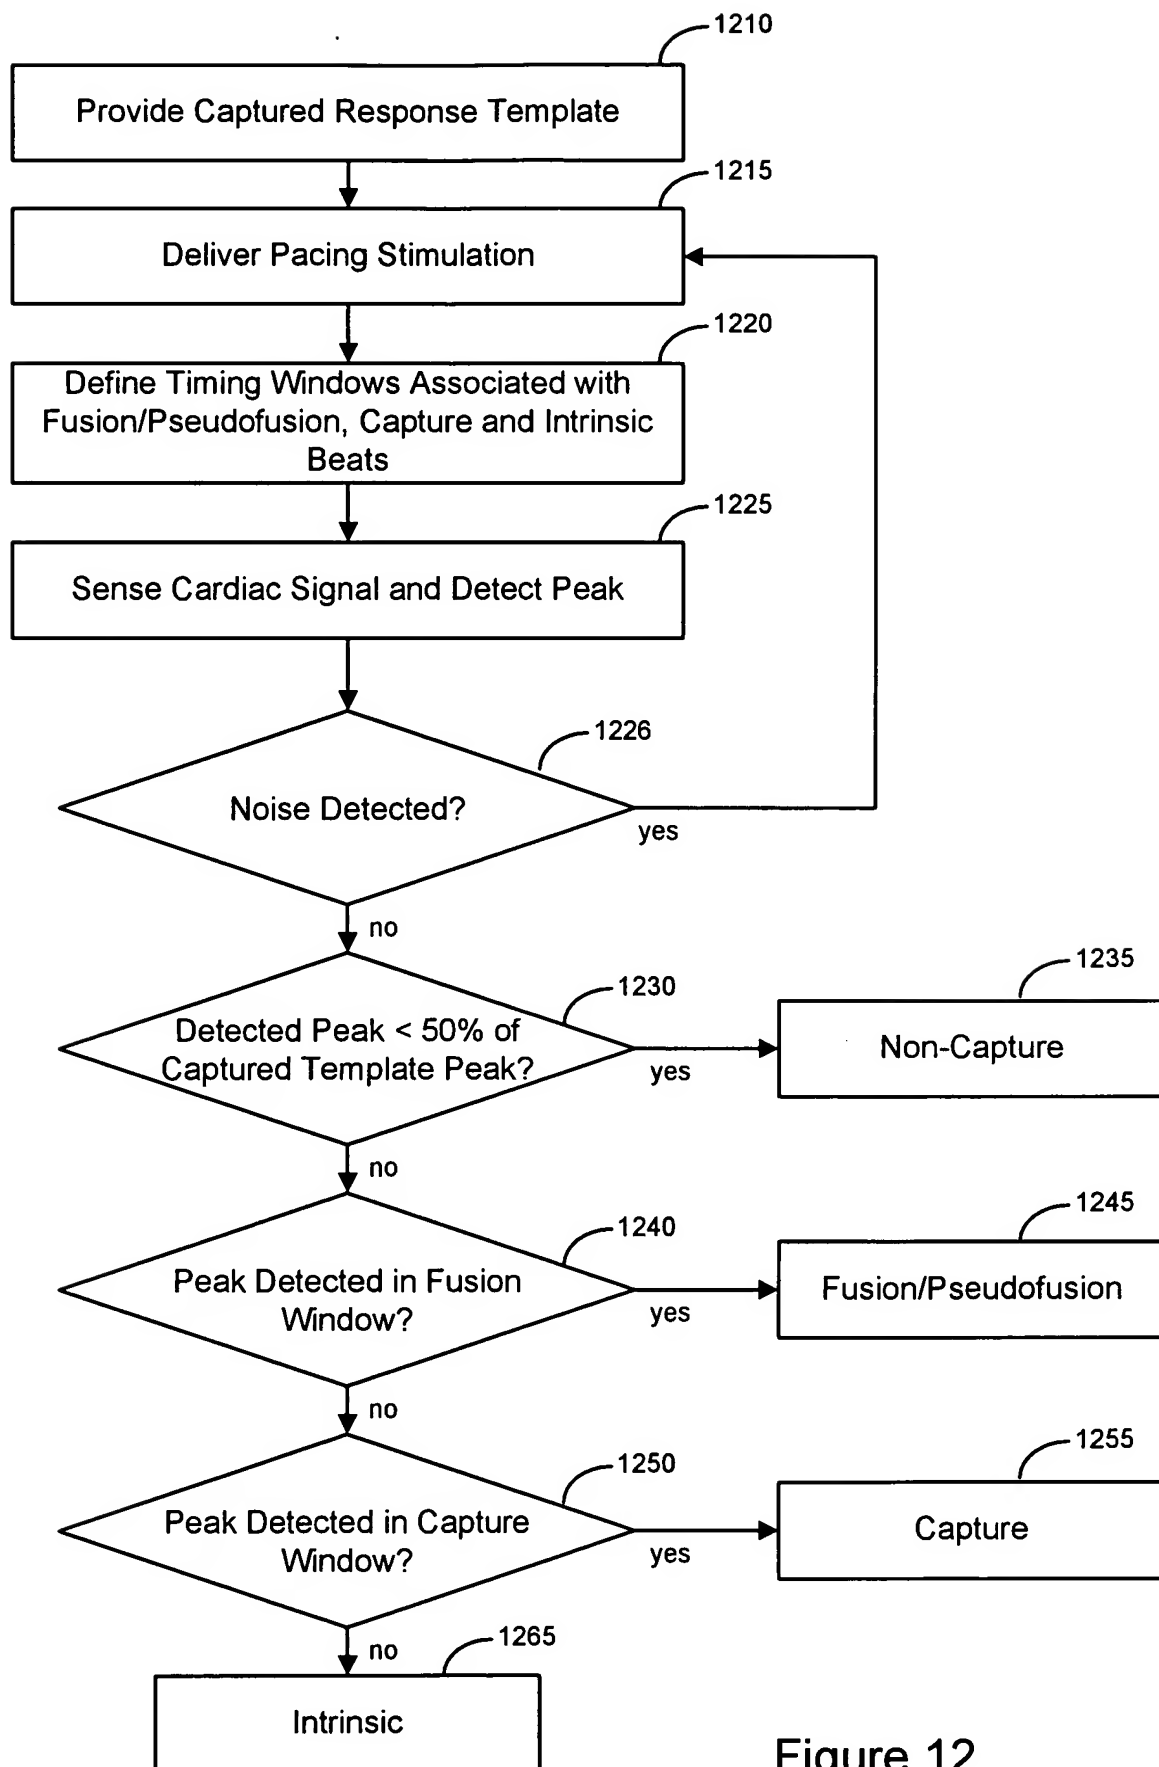 1210
Provide Captured Response Template
1215
Deliver Pacing Stimulation
1220
Define Timing Windows Associated with
Fusion/Pseudofusion, Capture and Intrinsic
Beats
1225
Sense Cardiac Signal and Detect Peak
1226
Noise Detected?
yes
no
1230
Detected Peak < 50% of
Captured Template Peak?
yes
1235
Non-Capture
no
1240
Peak Detected in Fusion
Window?
yes
1245
Fusion/Pseudofusion
no
1250
Peak Detected in Capture
Window?
yes
1255
Capture
no
1265
Intrinsic
Figure 12